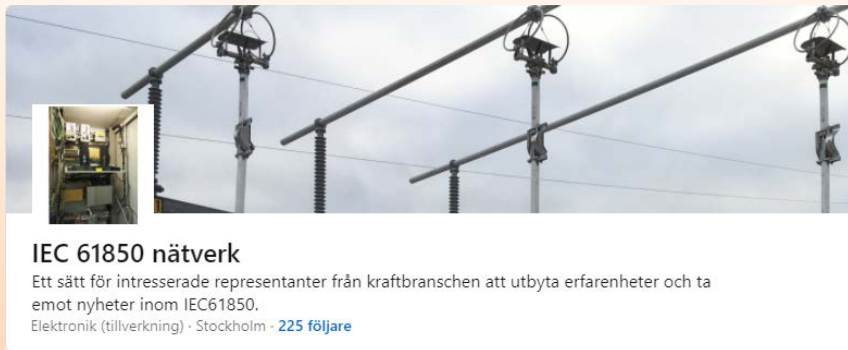 IEC 61850 nätverk
Ett sätt för intresserade representanter från kraftbranschen att utbyta erfarenheter och ta
emot nyheter inom IEC61850.
Elektronik (tillverkning) · Stockholm · 225 följare